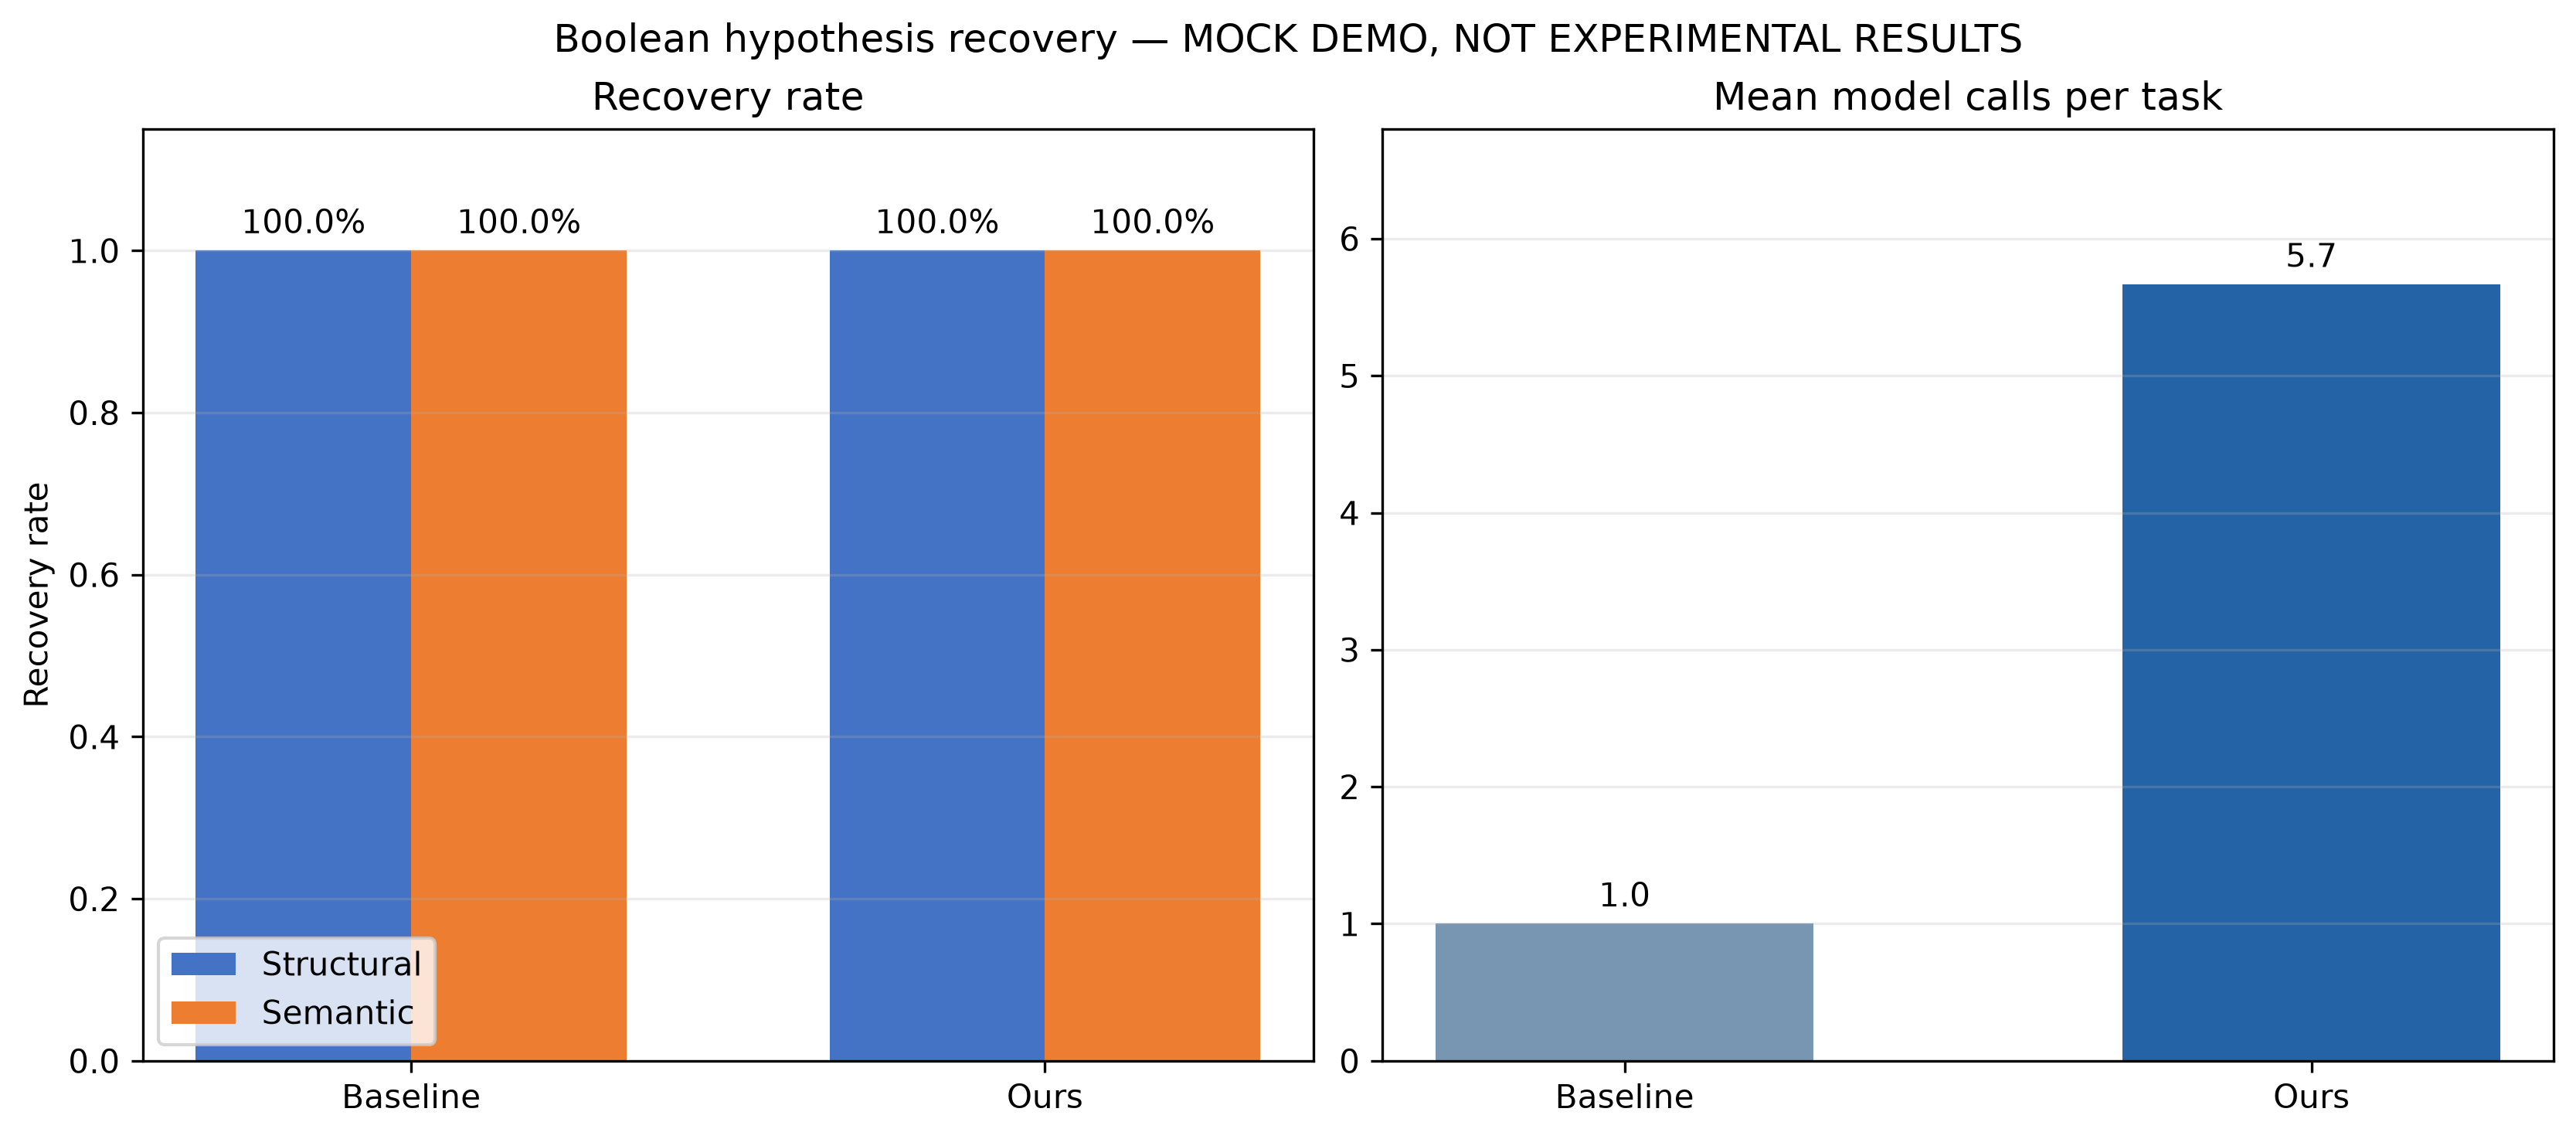 Boolean hypothesis recovery — MOCK DEMO, NOT EXPERIMENTAL RESULTS
Recovery rate
Recovery rate
1.0
0.8
0.6
0.4
0.2
0.0
100.0%
100.0%
100.0%
100.0%
Structural
Semantic
Baseline
Ours
Mean model calls per task
6
5
4
3
2
1
0
1.0
5.7
Baseline
Ours